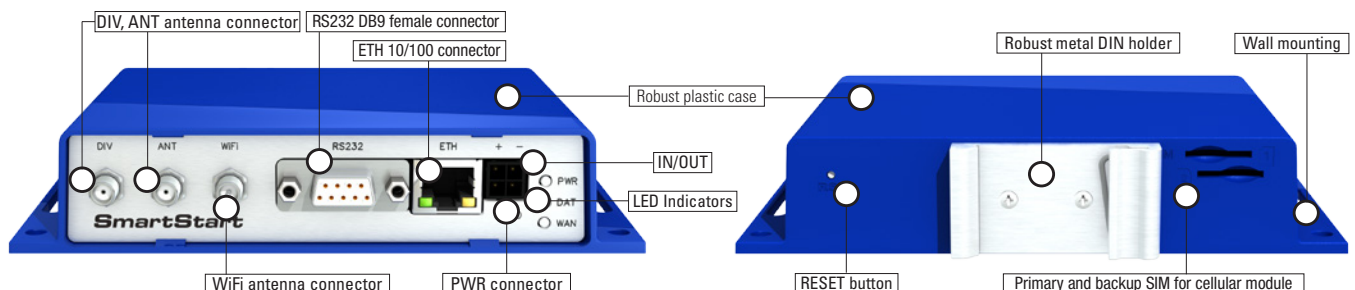 DIV, ANT antenna connector
RS232 DB9 female connector
ETH 10/100 connector
Robust metal DIN holder
Wall mounting
Robust plastic case
DIV
ANT
WiFi
RS232
ETH
+ −
IN/OUT
PWR
DAT
LED Indicators
WAN
SmartStart
WiFi antenna connector
PWR connector
RESET button
Primary and backup SIM for cellular module